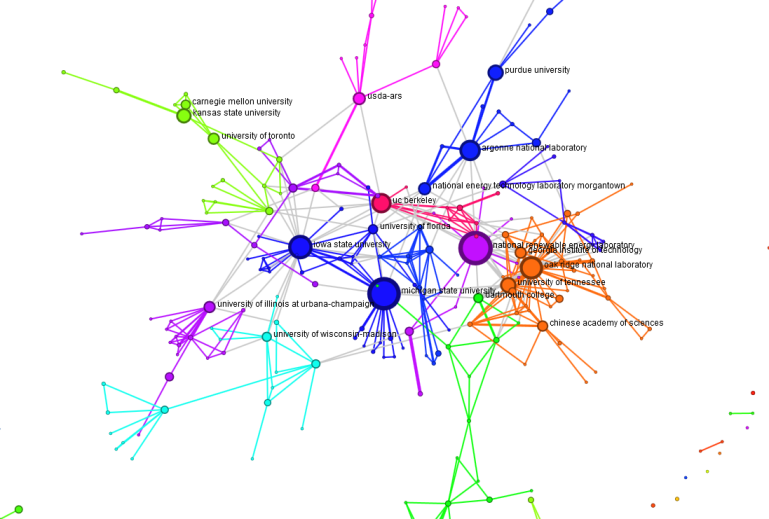 purdue university
usda-ars
carnegie mellon university
kansas state university
university of toronto
argonne national laboratory
national energy technology laboratory morgantown
uc berkeley
university of florida
iowa state university
national renewable energy laboratory
georgia institute of technology
oak ridge national laboratory
michigan state university
university of tennessee
dartmouth college
university of illinois at urbana-champaign
chinese academy of sciences
university of wisconsin-madison